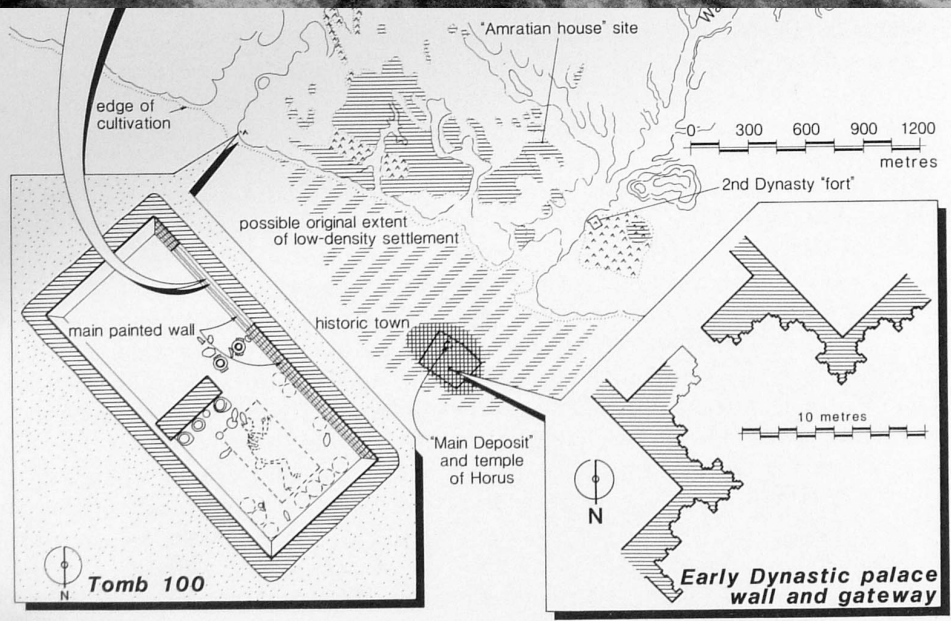 "Amratian house" site
edge of
cultivation
0 300 600 900 1200
metres
2nd Dynasty "fort"
possible original extent
of low-density settlement
main painted wall
historic town
10 metres
"Main Deposit"
and temple
of Horus
N
N
Tomb 100
Early Dynastic palace
wall and gateway